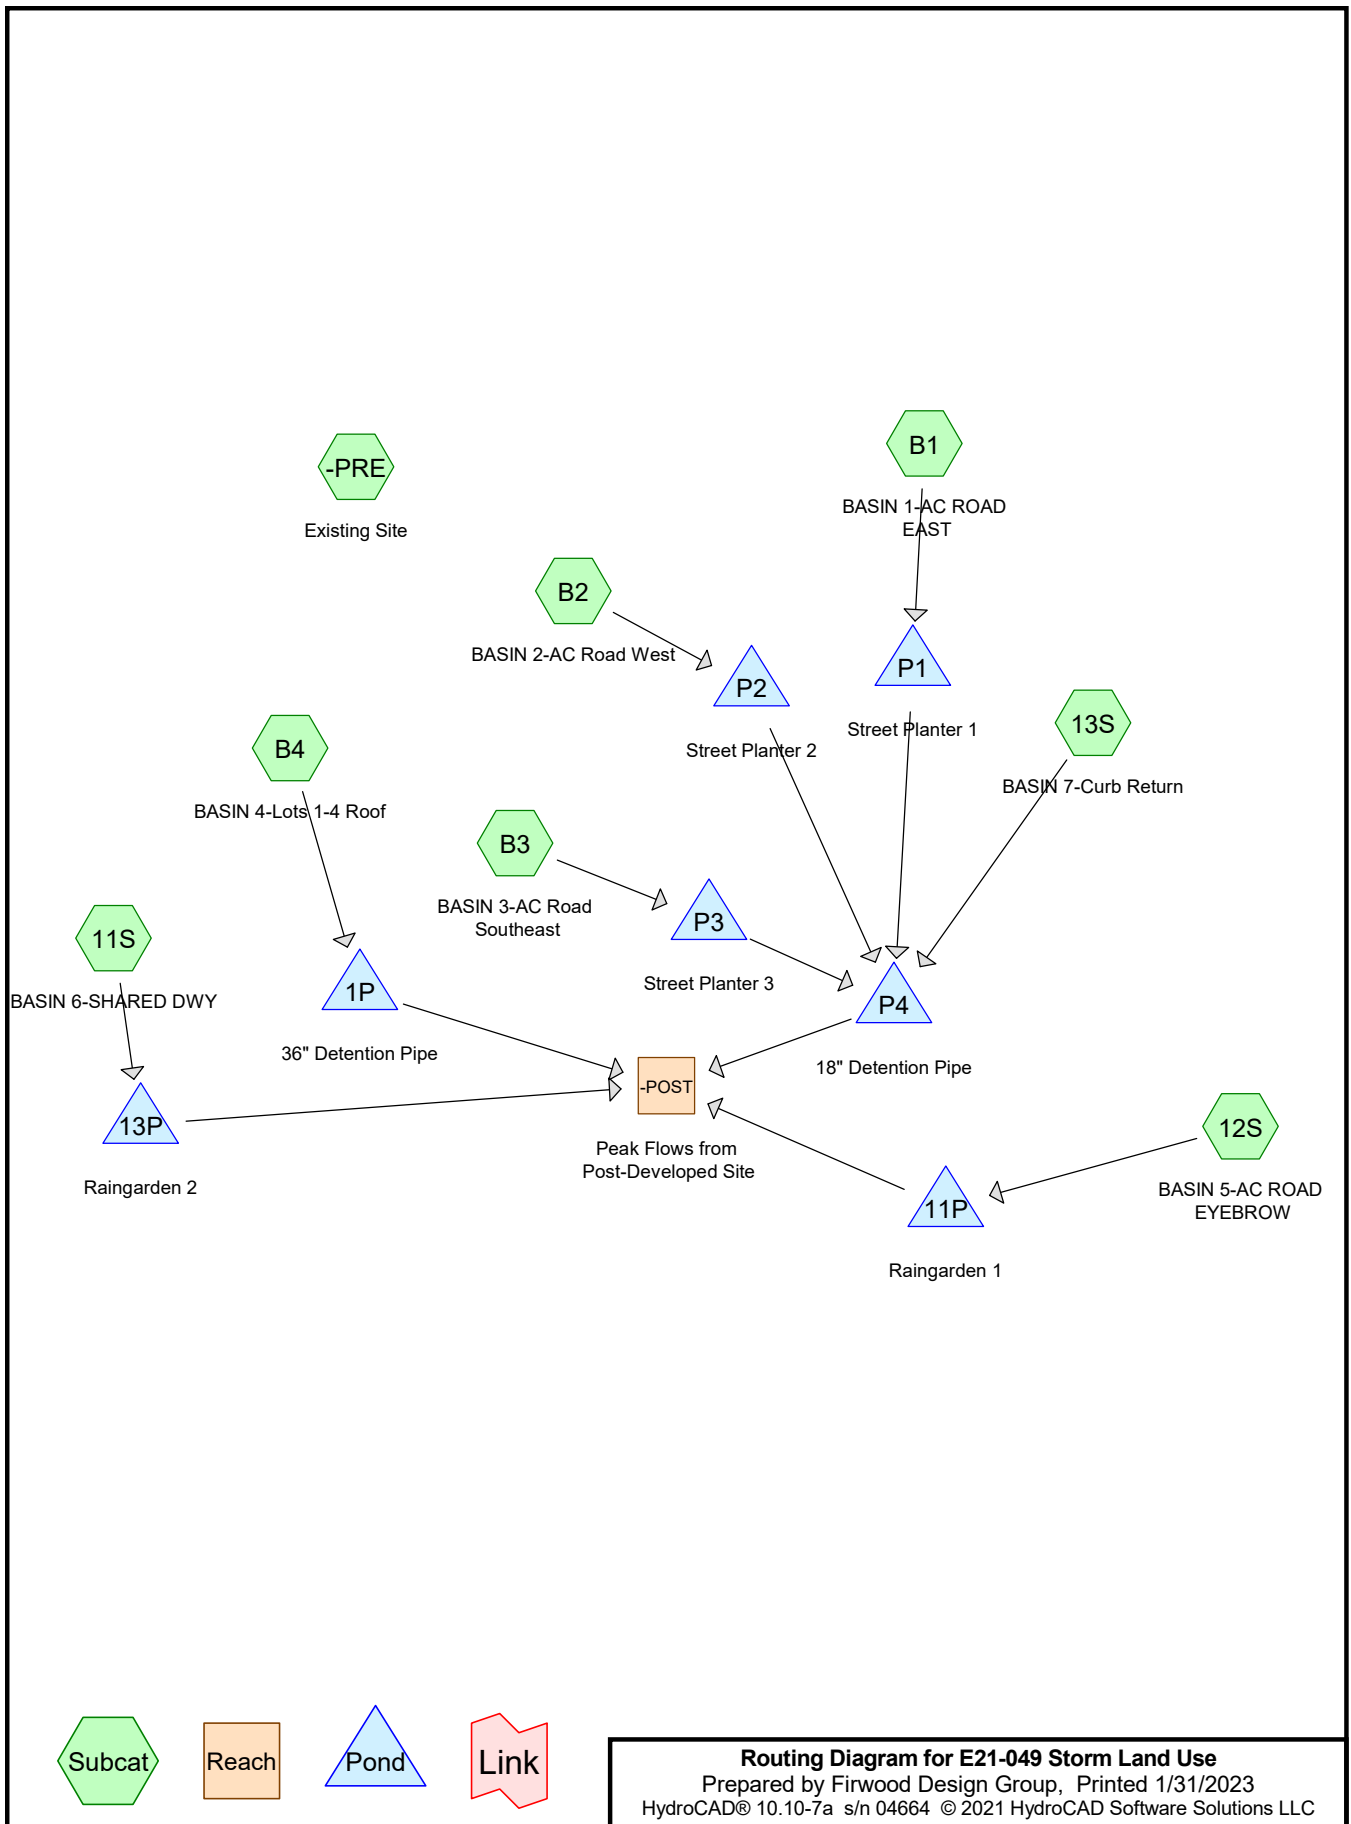 B1
BASIN 1-AC ROAD
EAST
-PRE
Existing Site
B2
BASIN 2-AC Road West
P2
Street Planter 2
P1
Street Planter 1
13S
BASIN 7-Curb Return
B4
BASIN 4-Lots 1-4 Roof
B3
BASIN 3-AC Road
Southeast
P3
Street Planter 3
11S
BASIN 6-SHARED DWY
1P
36" Detention Pipe
P4
18" Detention Pipe
-POST
Peak Flows from
Post-Developed Site
13P
Raingarden 2
12S
BASIN 5-AC ROAD
EYEBROW
11P
Raingarden 1
Subcat
Reach
Pond
Link
Routing Diagram for E21-049 Storm Land Use
Prepared by Firwood Design Group,  Printed 1/31/2023
HydroCAD® 10.10-7a  s/n 04664  © 2021 HydroCAD Software Solutions LLC